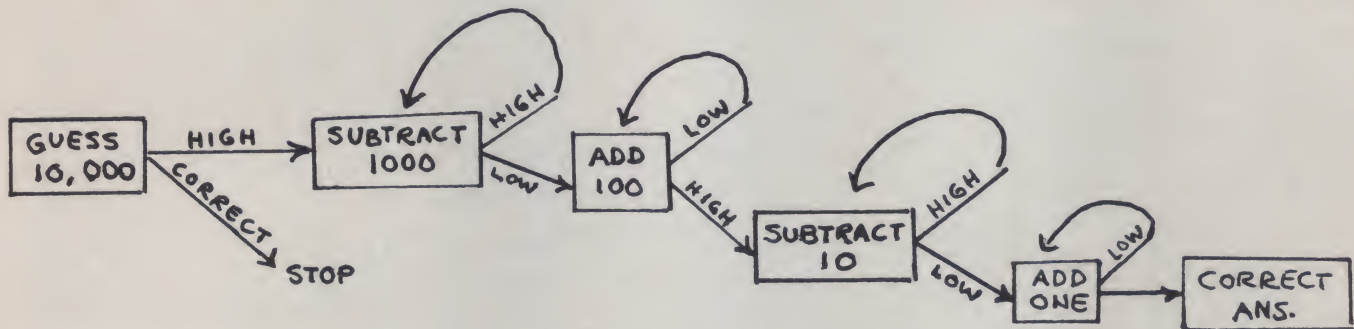 GUESS
10,000
HIGH
CORRECT
STOP
SUBTRACT
1000
HIGH
LOW
ADD
100
LOW
HIGH
SUBTRACT
10
HIGH
LOW
ADD
ONE
LOW
CORRECT
ANS.